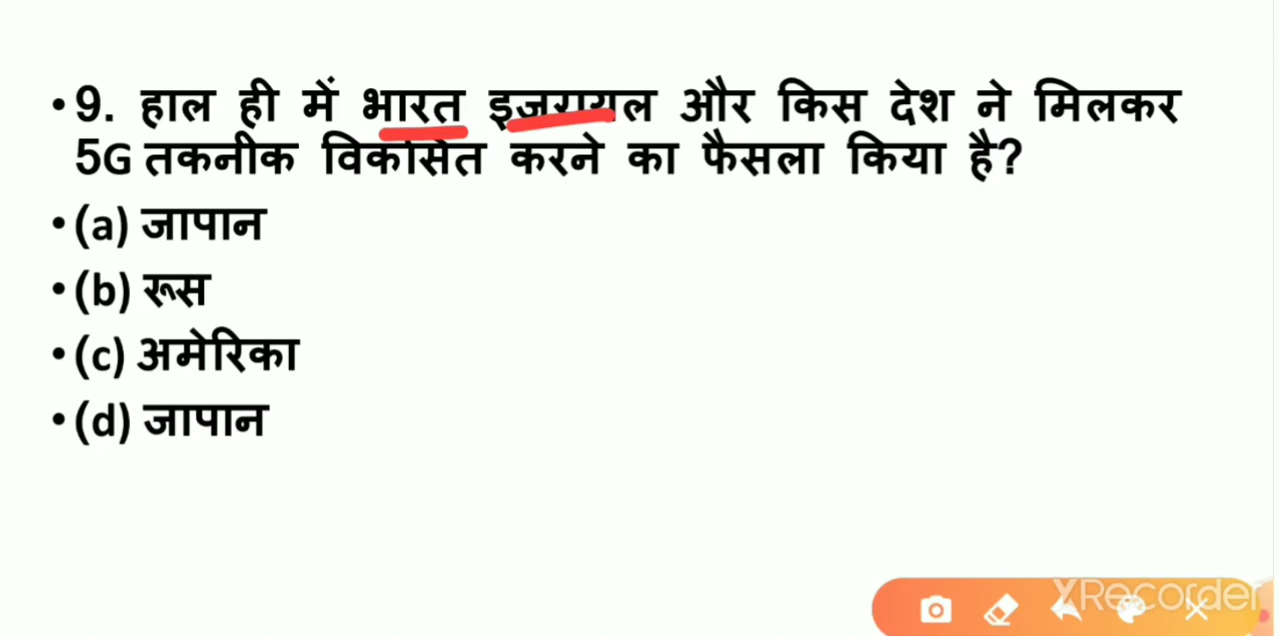 • 9. हाल ही में भारत इजरायल और किस देश ने मिलकर
5G तकनीक विकसित करने का फैसला किया है?
• (a) जापान
• (b) रूस
• (c) अमेरिका
• (d) जापान
XRecorder